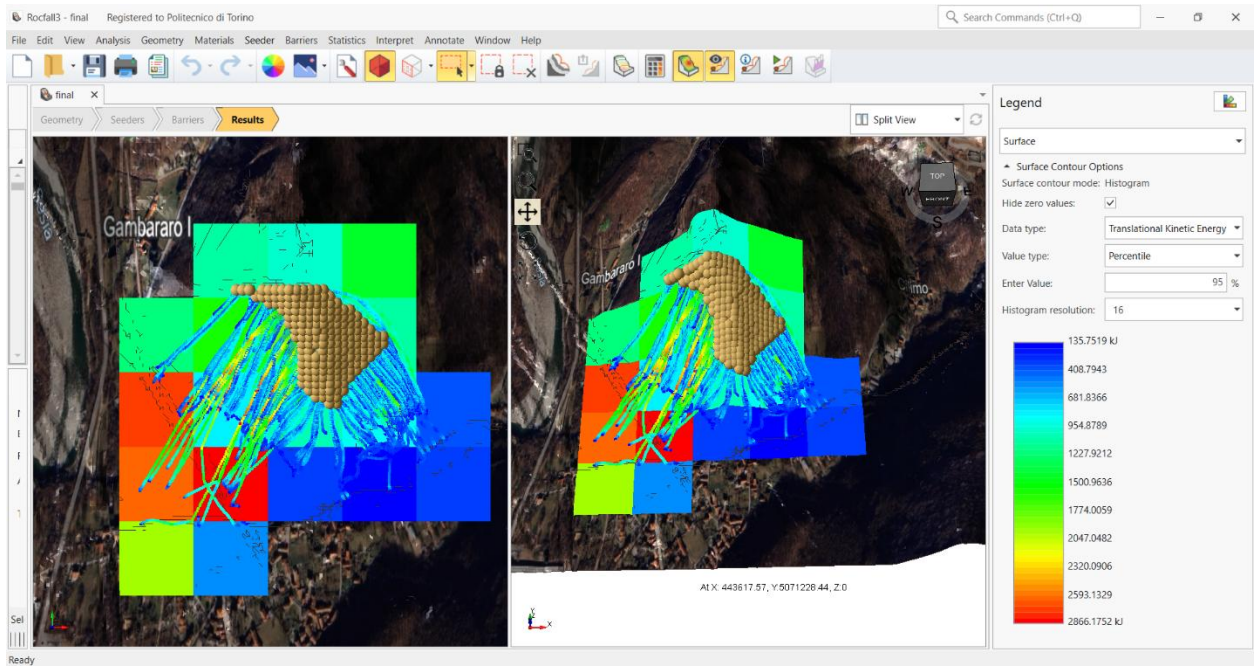 Rocfall3 - final Registered to Politecnico di Torino
Search Commands (Ctrl+Q)
File Edit View Analysis Geometry Materials Seeder Barriers Statistics Interpret Annotate Window Help
final
Geometry Seeders Barriers Results
Split View
Legend
Surface
Surface Contour Options
Surface contour mode: Histogram
Hide zero values:
Data type: Translational Kinetic Energy
Value type: Percentile
Enter Value: 95 %
Histogram resolution: 16
135.7519 kJ
408.7943
681.8366
954.8789
1227.9212
1500.9636
1774.0059
2047.0482
2320.0906
2593.1329
2866.1752 kJ
Gambararo I
Gambararo I
TOP
FRONT
W
E
S
At X: 443617.57, Y:5071228.44, Z:0
Y
X
Sel
Ready